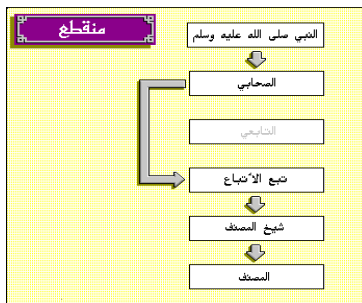 منقطع
النبي صلى الله عليه وسلم
الصحابي
التابعي
تبع الأتباع
شيخ المصنف
المصنف